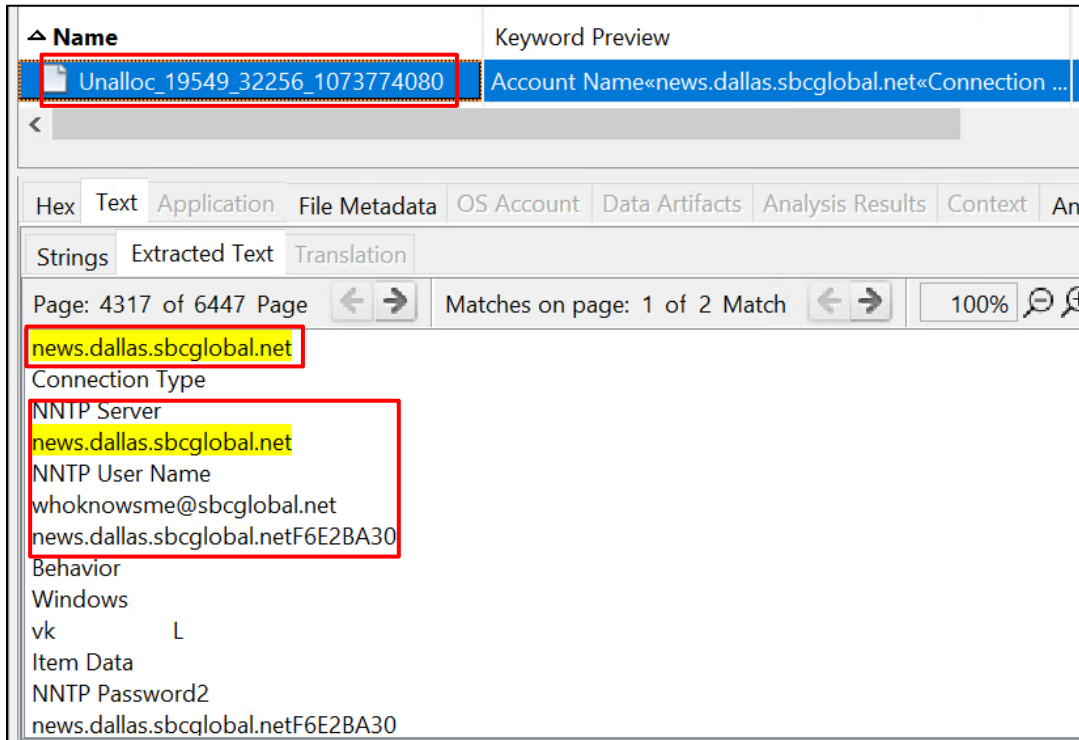 Name Keyword Preview
Unalloc_19549_32256_1073774080 Account Name«news.dallas.sbcglobal.net«Connection ...
Hex Text Application File Metadata OS Account Data Artifacts Analysis Results Context An
Strings Extracted Text Translation
Page: 4317 of 6447 Page Matches on page: 1 of 2 Match 100%
news.dallas.sbcglobal.net
Connection Type
NNTP Server
news.dallas.sbcglobal.net
NNTP User Name
whoknowsme@sbcglobal.net
news.dallas.sbcglobal.netF6E2BA30
Behavior
Windows
vk L
Item Data
NNTP Password2
news.dallas.sbcglobal.netF6E2BA30